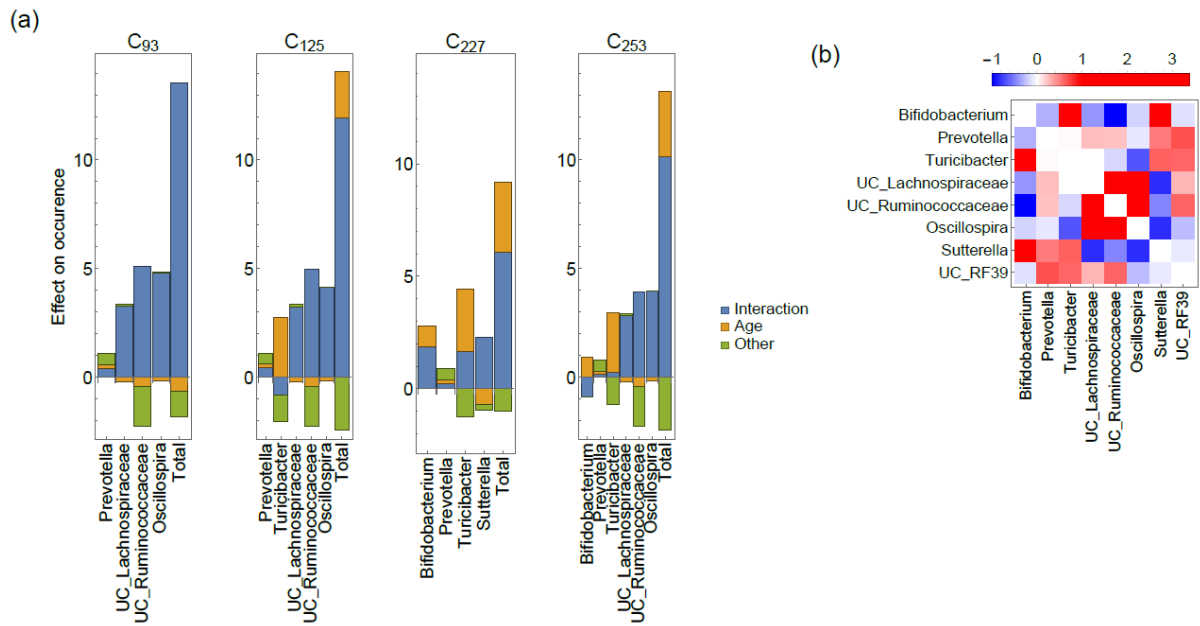 (a)
C93
C125
C227
C253
Effect on occurence
10
5
0
10
5
0
10
5
0
10
5
0
Prevotella
UC_Lachnospiraceae
UC_Ruminoccaceae
Oscillospira
Total
Prevotella
Turicibacter
UC_Lachnospiraceae
UC_Ruminoccaceae
Oscillospira
Total
Bifidobacterium
Prevotella
Turicibacter
Sutterella
Total
Bifidobacterium
Prevotella
Turicibacter
UC_Lachnospiraceae
UC_Ruminoccaceae
Oscillospira
Total
Interaction
Age
Other
(b)
−1 0 1 2 3
Bifidobacterium
Prevotella
Turicibacter
UC_Lachnospiraceae
UC_Ruminococcaceae
Oscillospira
Sutterella
UC_RF39
Bifidobacterium
Prevotella
Turicibacter
UC_Lachnospiraceae
UC_Ruminococcaceae
Oscillospira
Sutterella
UC_RF39